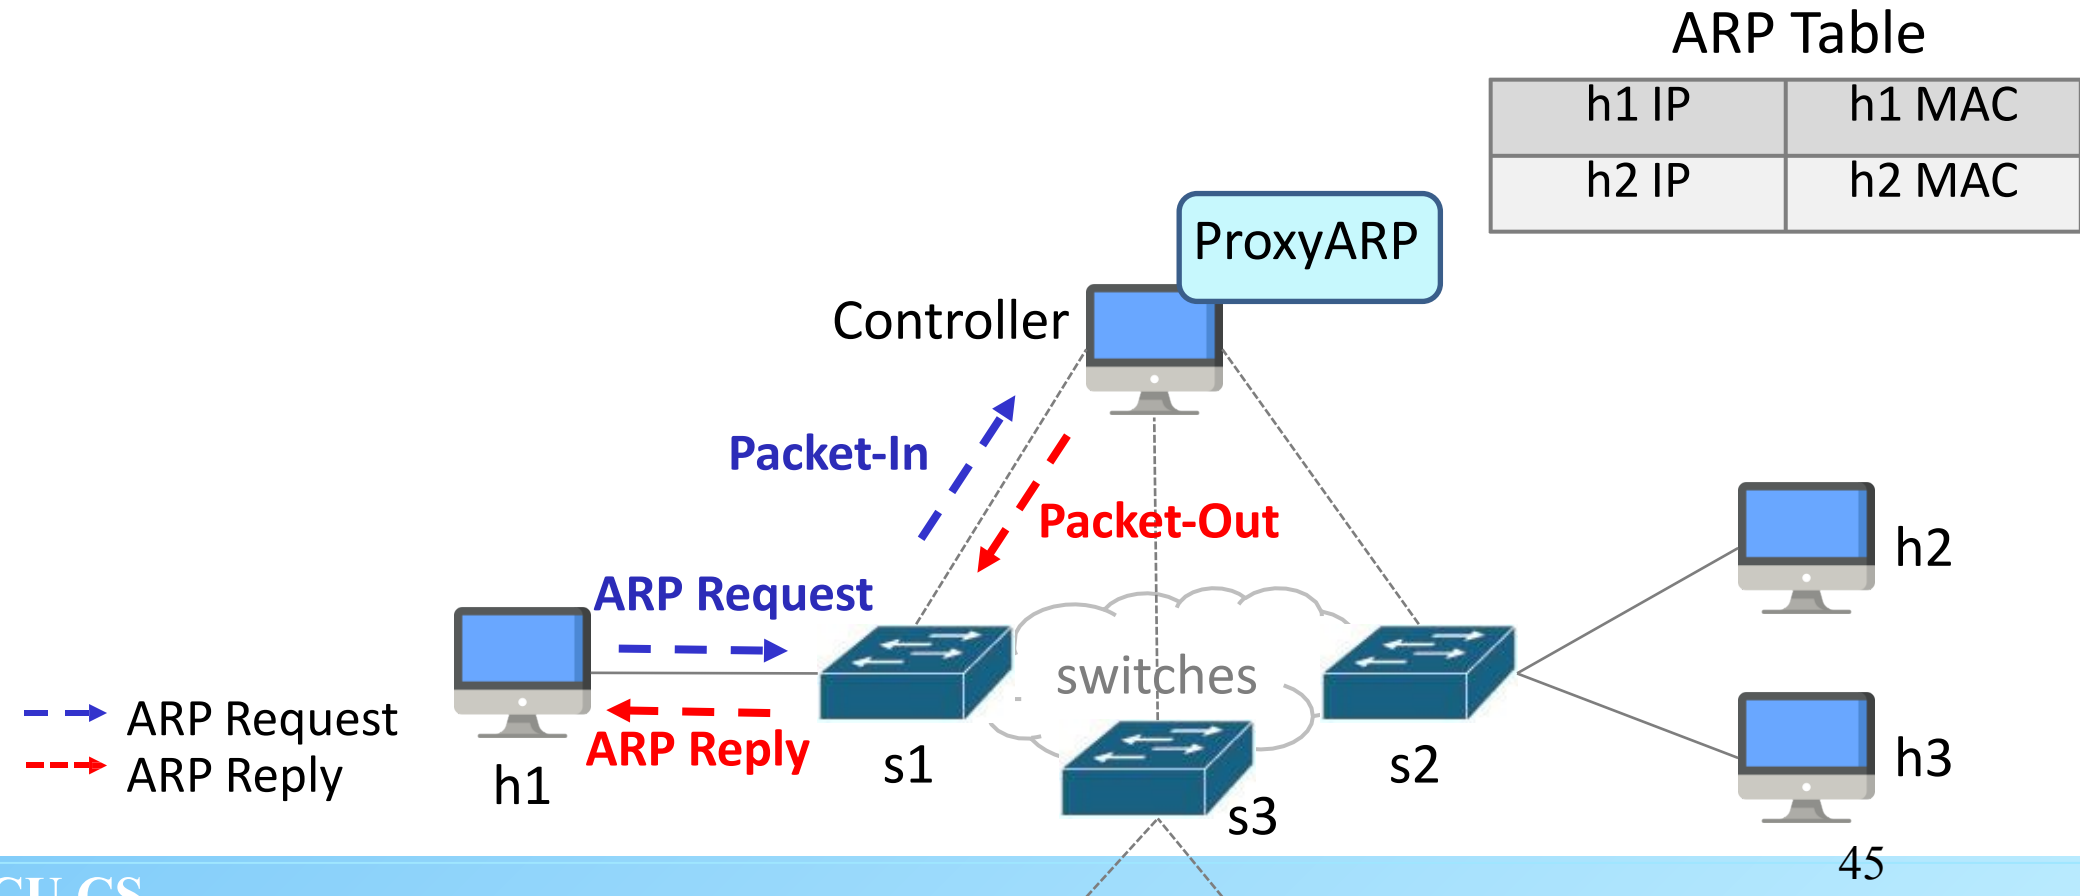 ARP Table
h1 IP h1 MAC
h2 IP h2 MAC
ProxyARP
Controller
Packet-In
Packet-Out
ARP Request
h2
switches
ARP Request
ARP Reply
ARP Reply
h1
s1
s2
h3
s3
45